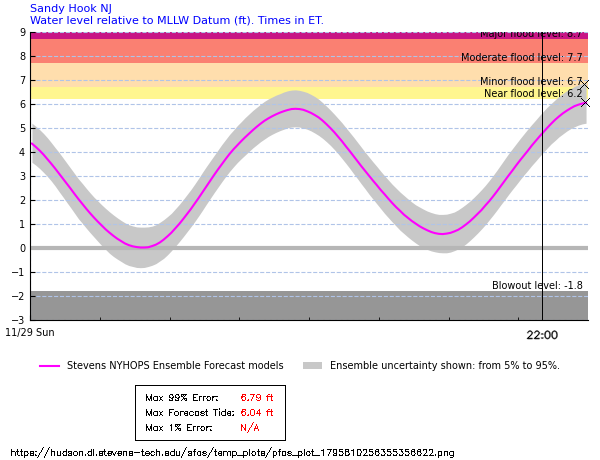 Sandy Hook NJ
Water level relative to MLLW Datum (ft). Times in ET.
9
Major flood level: 8.7
8
Moderate flood level: 7.7
7
Minor flood level: 6.7
Near flood level: 6.2
6
5
4
3
2
1
0
−1
Blowout level: -1.8
−2
−3
11/29 Sun
22:00
Stevens NYHOPS Ensemble Forecast models
Ensemble uncertainty shown: from 5% to 95%.
Max 99% Error: 6.79 ft
Max Forecast Tide: 6.04 ft
Max 1% Error: N/A
https://hudson.dl.stevens-tech.edu/sfas/temp_plots/pfas_plot_1795810256355356622.png